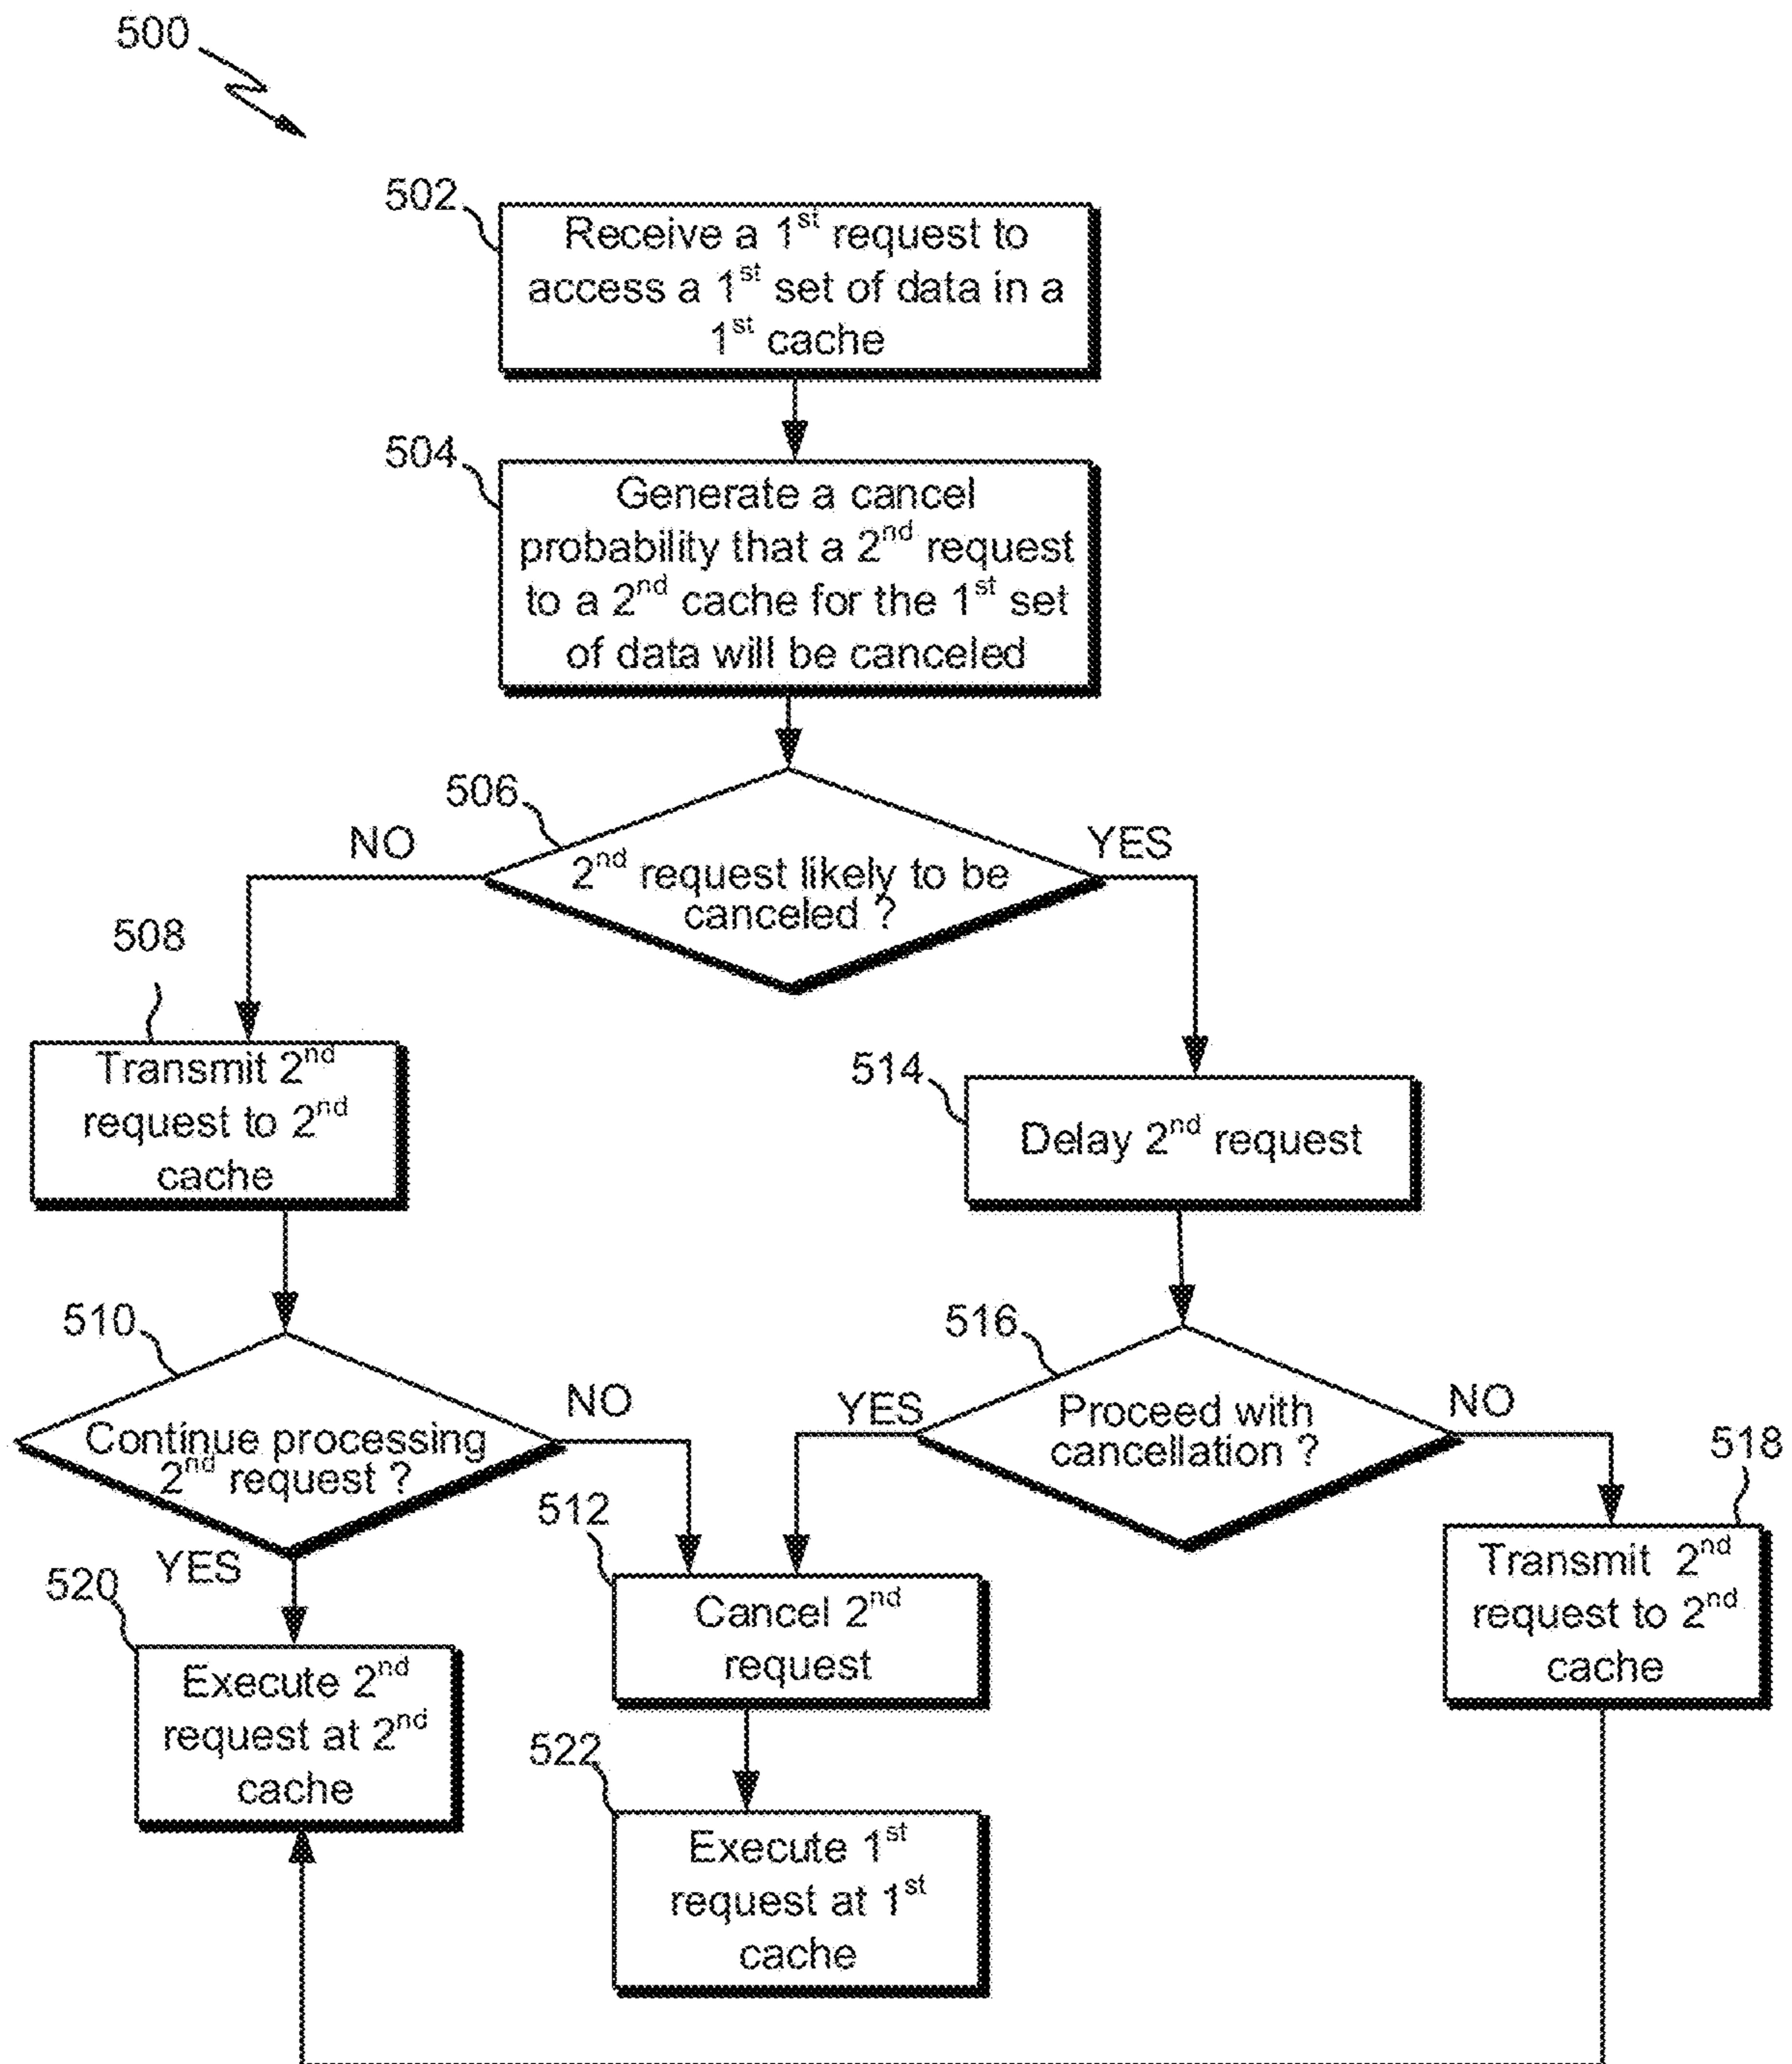 500
502
Receive a 1st request to
access a 1st set of data in a
1st cache
504
Generate a cancel
probability that a 2nd request
to a 2nd cache for the 1st set
of data will be canceled
506
NO
YES
2nd request likely to be
canceled ?
508
Transmit 2nd
request to 2nd
cache
514
Delay 2nd request
510
NO
Continue processing
2nd request ?
YES
516
YES
NO
Proceed with
cancellation ?
518
Transmit 2nd
request to 2nd
cache
512
Cancel 2nd
request
520
Execute 2nd
request at 2nd
cache
522
Execute 1st
request at 1st
cache